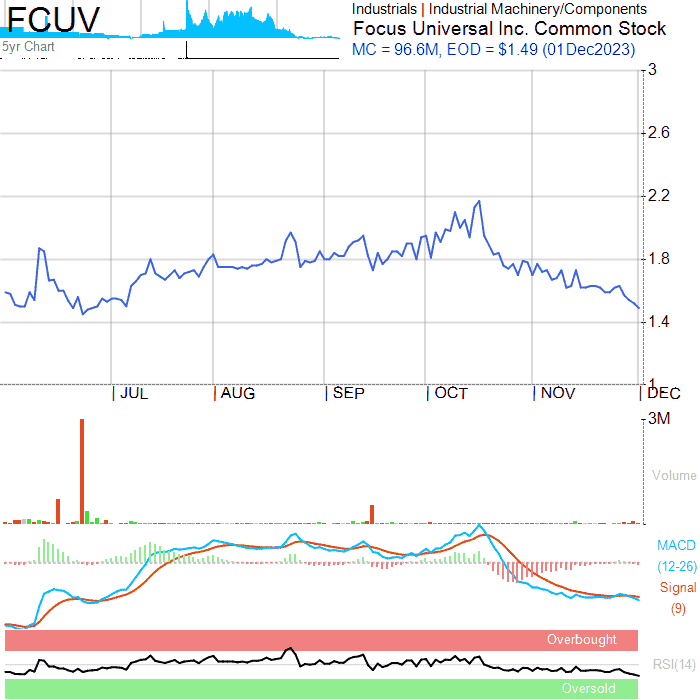 FCUV
Industrials | Industrial Machinery/Components
Focus Universal Inc. Common Stock
5yr Chart
MC = 96.6M, EOD = $1.49 (01Dec2023)
3
2.6
2.2
1.8
1.4
1
JUL AUG SEP OCT NOV DEC
3M
Volume
MACD
(12-26)
Signal
(9)
Overbought
RSI(14)
Oversold